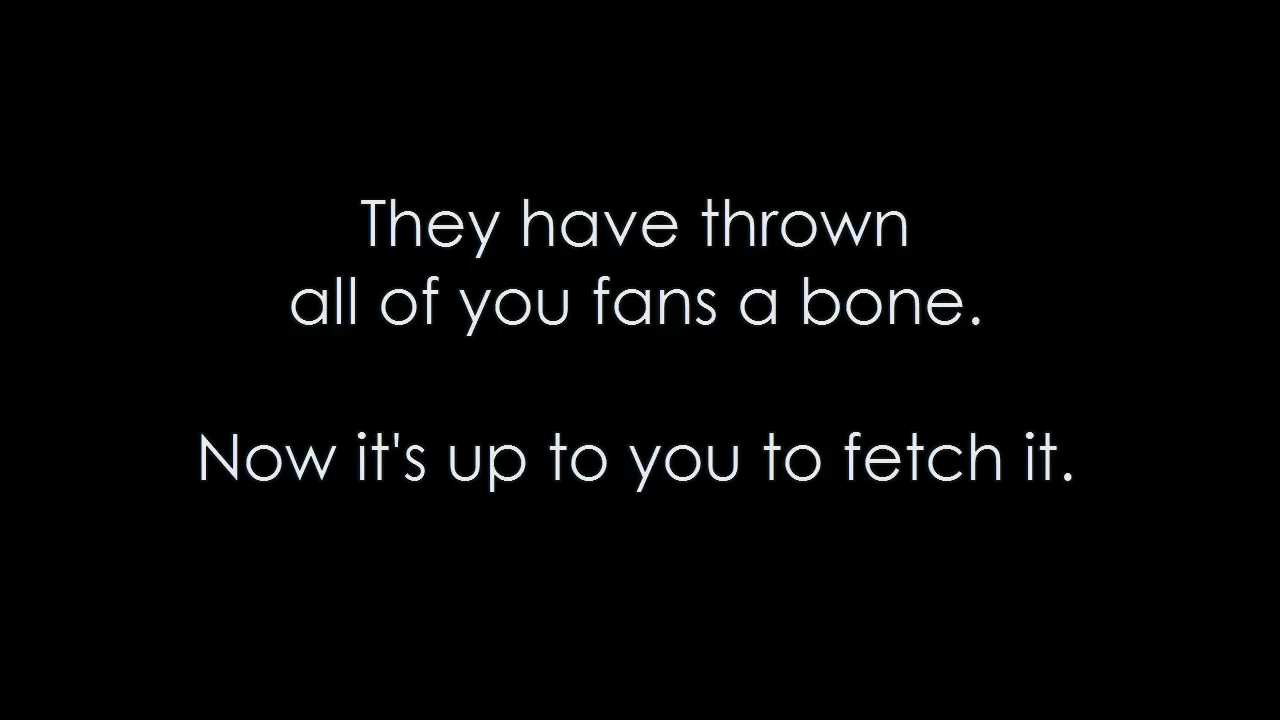 They have thrown
all of you fans a bone.
Now it's up to you to fetch it.